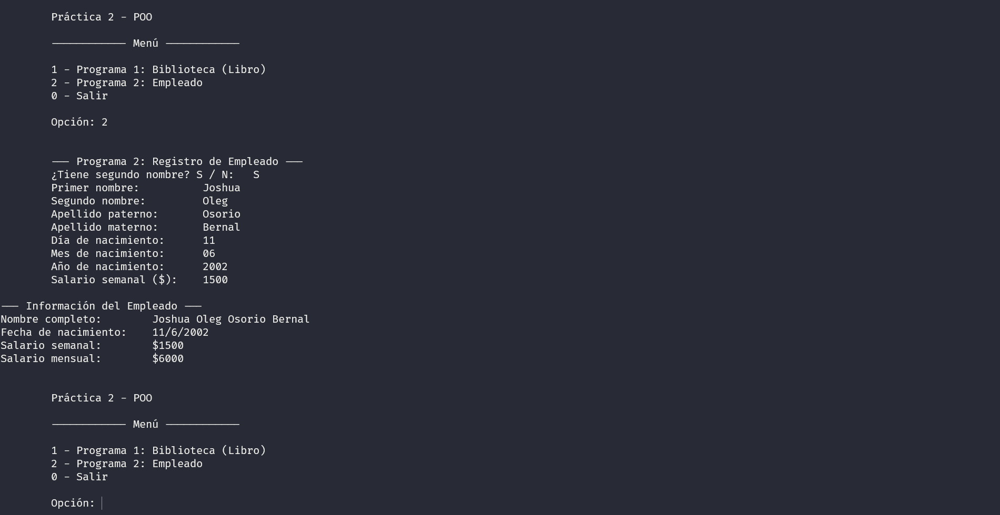 Práctica 2 - POO
------------ Menú ------------
1 - Programa 1: Biblioteca (Libro)
2 - Programa 2: Empleado
0 - Salir
Opción: 2
--- Programa 2: Registro de Empleado ---
¿Tiene segundo nombre? S / N:   S
Primer nombre:          Joshua
Segundo nombre:         Oleg
Apellido paterno:       Osorio
Apellido materno:       Bernal
Día de nacimiento:      11
Mes de nacimiento:      06
Año de nacimiento:      2002
Salario semanal ($):    1500
--- Información del Empleado ---
Nombre completo:        Joshua Oleg Osorio Bernal
Fecha de nacimiento:    11/6/2002
Salario semanal:        $1500
Salario mensual:        $6000
Práctica 2 - POO
------------ Menú ------------
1 - Programa 1: Biblioteca (Libro)
2 - Programa 2: Empleado
0 - Salir
Opción: